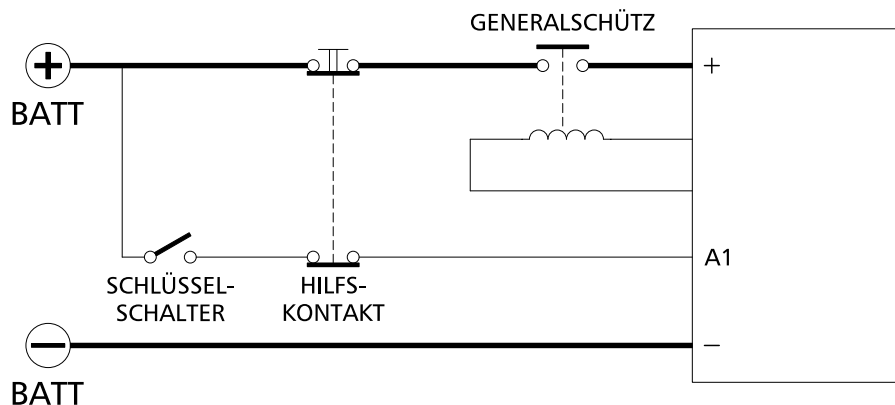 GENERALSCHÜTZ
+
BATT
+
A1
SCHLÜSSEL-
SCHALTER
HILFS-
KONTAKT
−
BATT
−